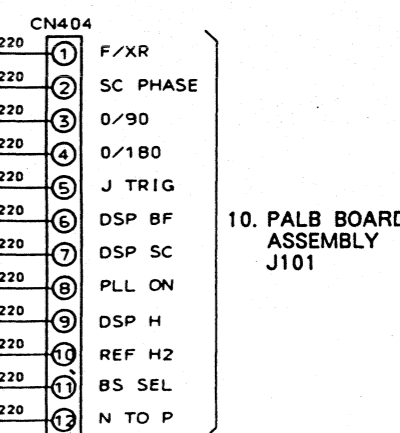 CN404
220 1 F/XR
220 2 SC PHASE
220 3 0/90
220 4 0/180
220 5 J TRIG
220 6 DSP BF
220 7 DSP SC
220 8 PLL ON
220 9 DSP H
220 10 REF H2
220 11 BS SEL
220 12 N TO P
10. PALB BOARD
ASSEMBLY
J101